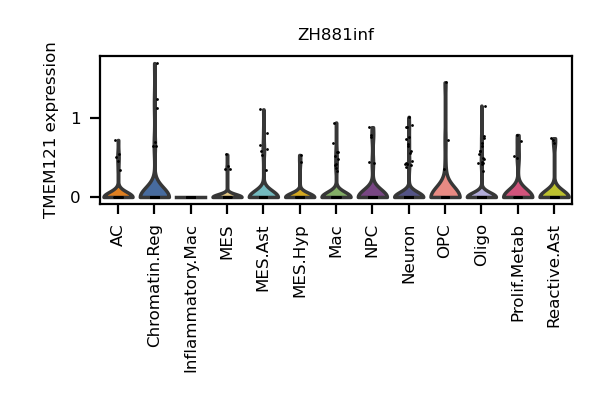 ZH881inf
TMEM121 expression
1
0
AC
Chromatin.Reg
Inflammatory.Mac
MES
MES.Ast
MES.Hyp
Mac
NPC
Neuron
OPC
Oligo
Prolif.Metab
Reactive.Ast